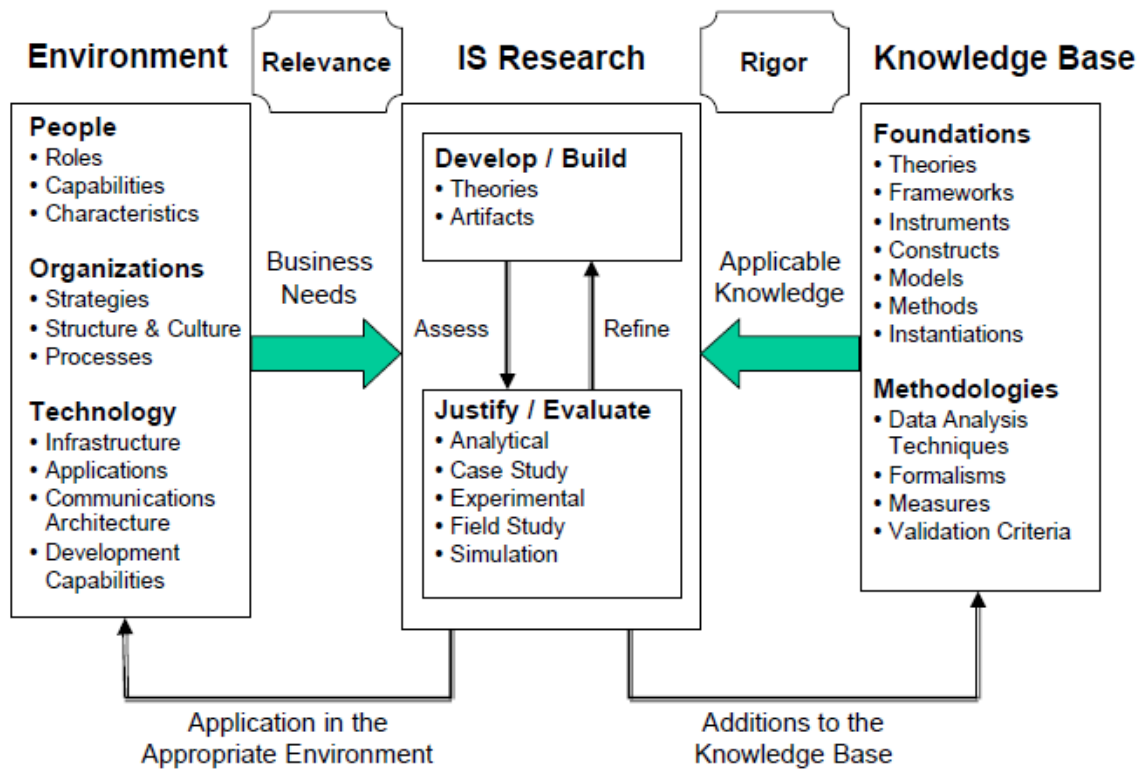 Environment
Relevance
IS Research
Rigor
Knowledge Base
People
• Roles
• Capabilities
• Characteristics
Organizations
• Strategies
• Structure & Culture
• Processes
Technology
• Infrastructure
• Applications
• Communications
Architecture
• Development
Capabilities
Business
Needs
Develop / Build
• Theories
• Artifacts
Assess
Refine
Justify / Evaluate
• Analytical
• Case Study
• Experimental
• Field Study
• Simulation
Applicable
Knowledge
Foundations
• Theories
• Frameworks
• Instruments
• Constructs
• Models
• Methods
• Instantiations
Methodologies
• Data Analysis
Techniques
• Formalisms
• Measures
• Validation Criteria
Application in the
Appropriate Environment
Additions to the
Knowledge Base